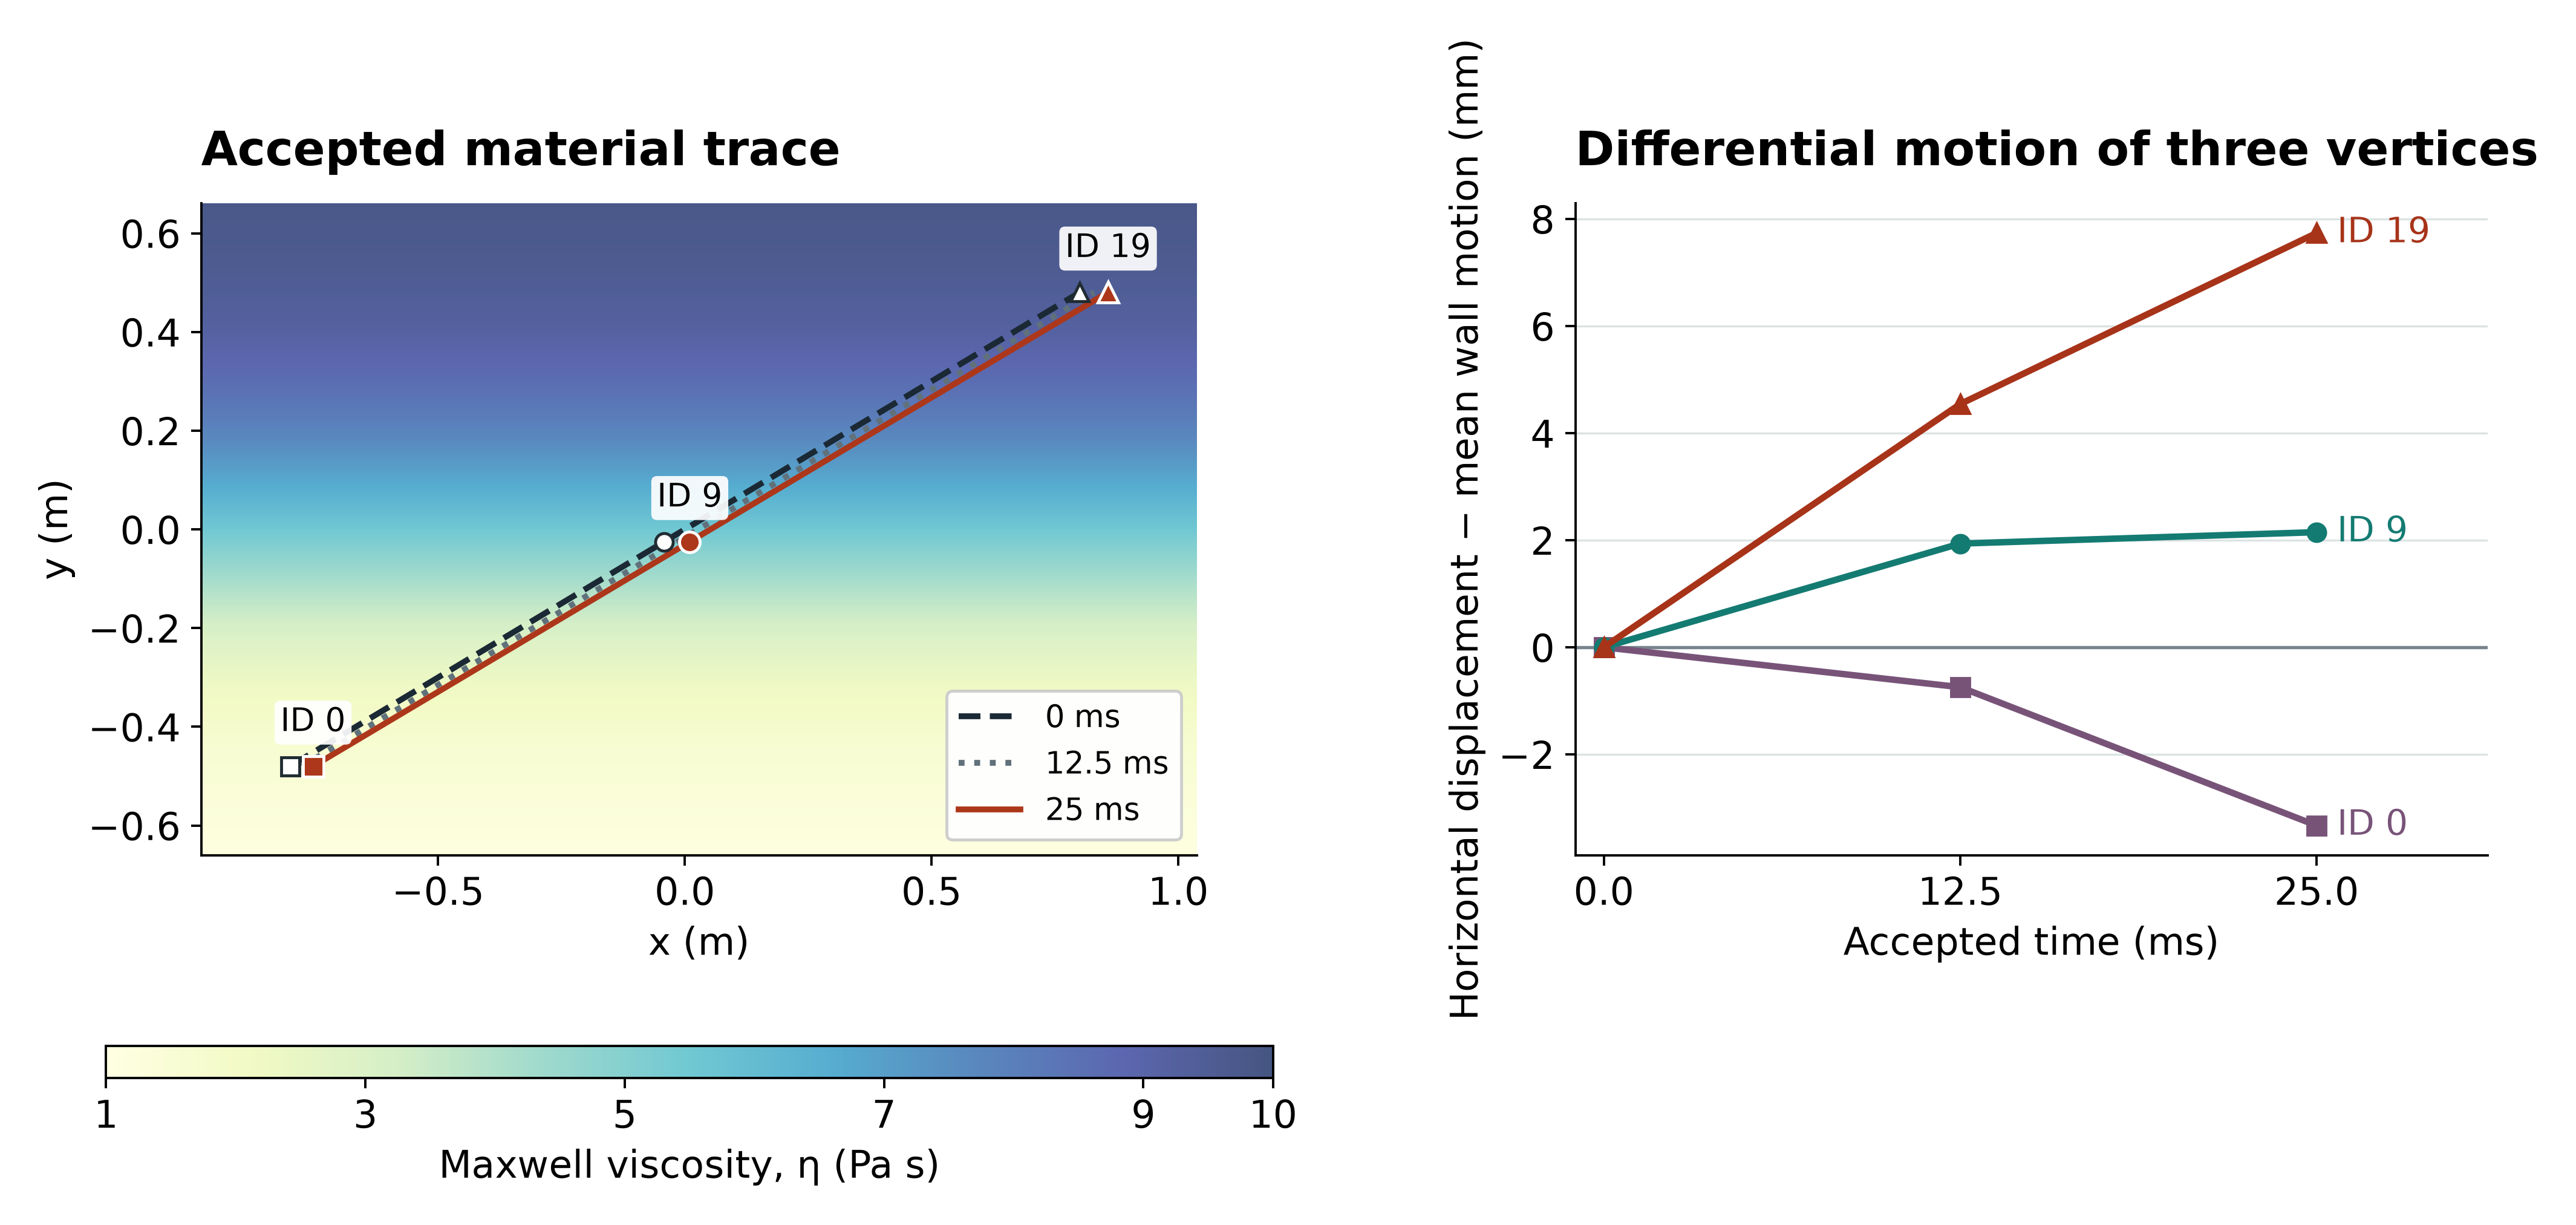 Accepted material trace
y (m)
0.6
0.4
0.2
0.0
−0.2
−0.4
−0.6
ID 19
ID 9
ID 0
0 ms
12.5 ms
25 ms
−0.5
0.0
0.5
1.0
x (m)
1
3
5
7
9
10
Maxwell viscosity, η (Pa s)
Differential motion of three vertices
Horizontal displacement − mean wall motion (mm)
8
6
4
2
0
−2
ID 19
ID 9
ID 0
0.0
12.5
25.0
Accepted time (ms)